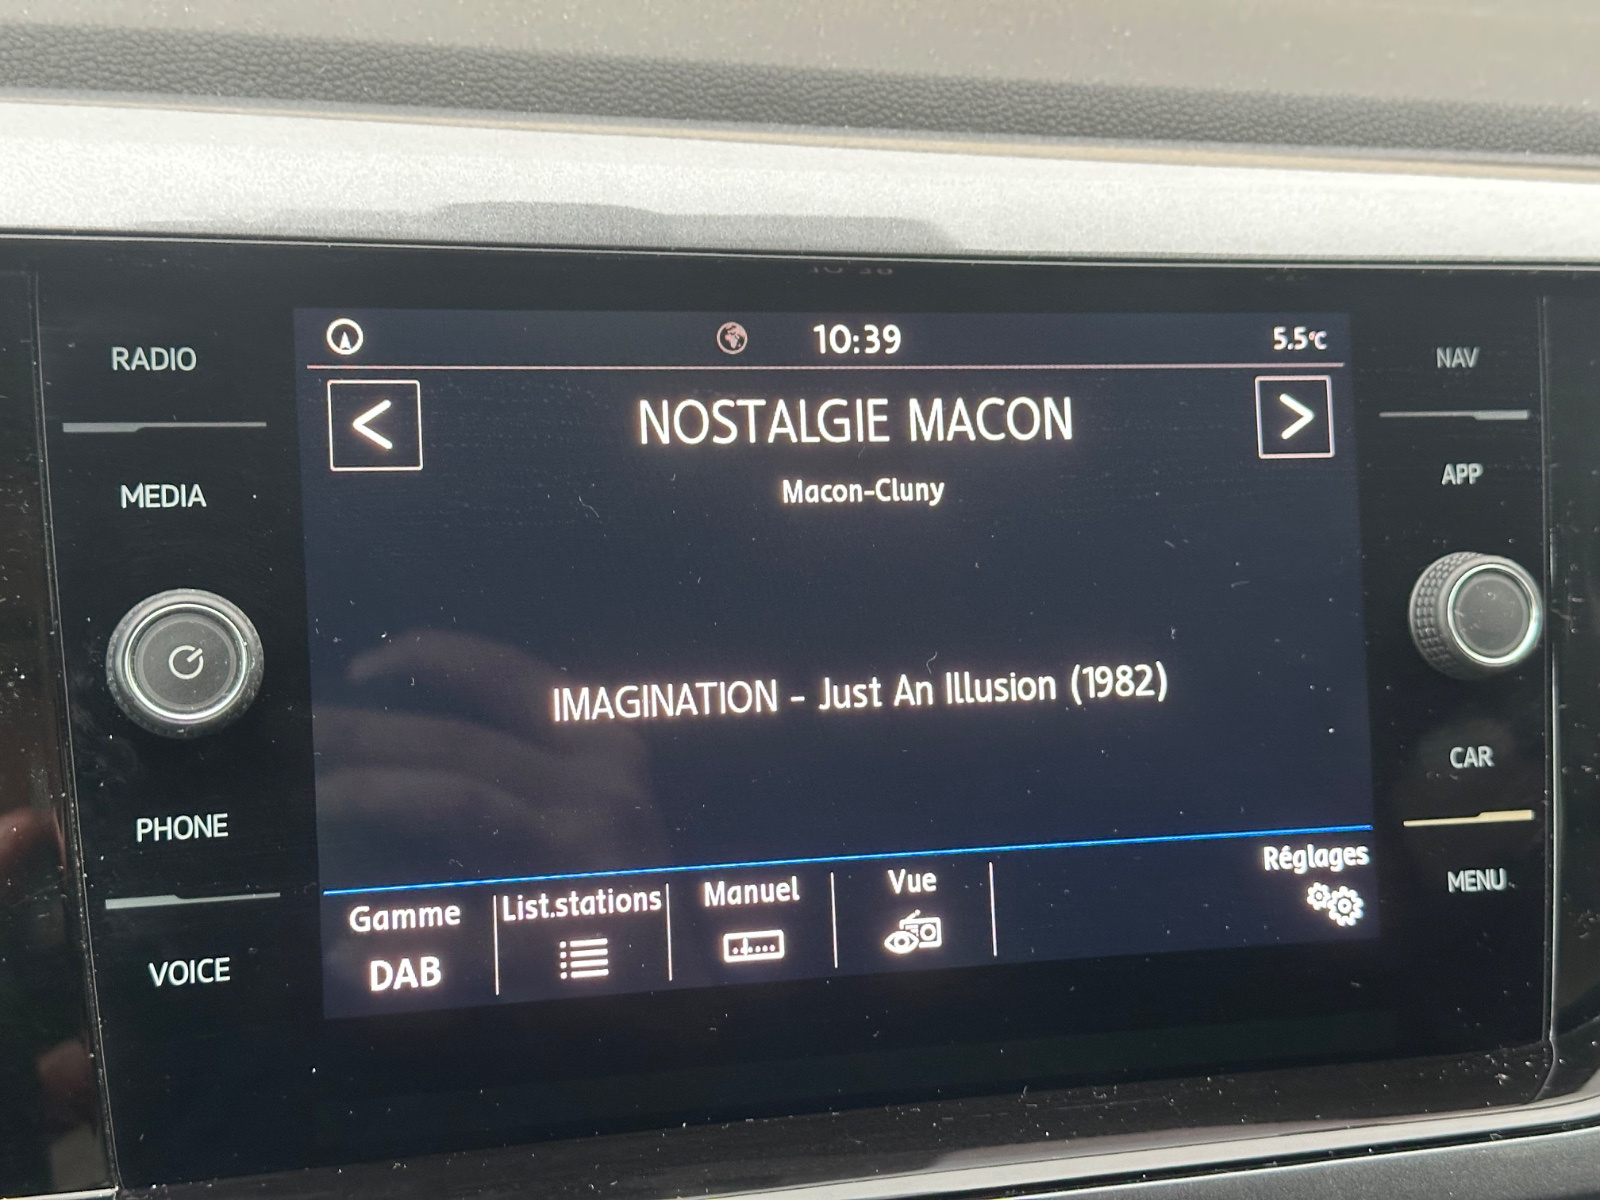 RADIO
MEDIA
PHONE
VOICE
10:39
5.5°C
< NOSTALGIE MACON >
Macon-Cluny
IMAGINATION - Just An Illusion (1982)
Gamme
DAB
List.stations
Manuel
Vue
Réglages
NAV
APP
CAR
MENU